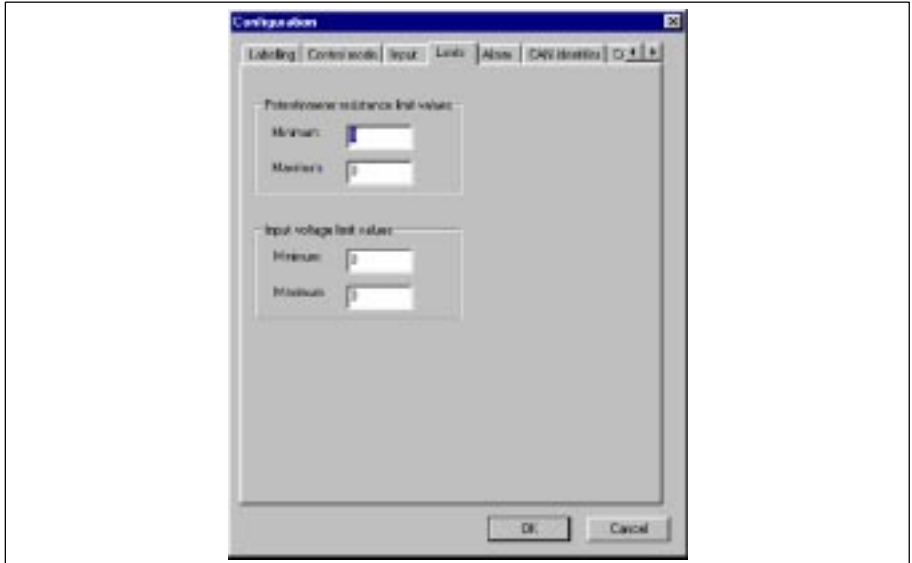 Configuration
Labeling Control mode Input Limits Alarm CAN identifier
Potentiometer resistance limit values
Minimum
Maximum
Input voltage limit values
Minimum 0
Maximum
OK Cancel